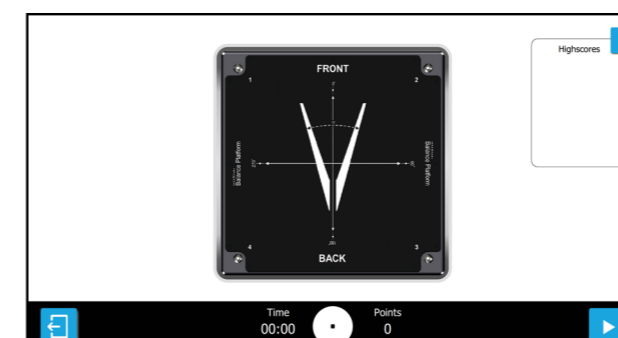 Highscores
FRONT
1
2
Balance Platform
Balance Platform
4
3
BACK
Time
Points
00:00
0